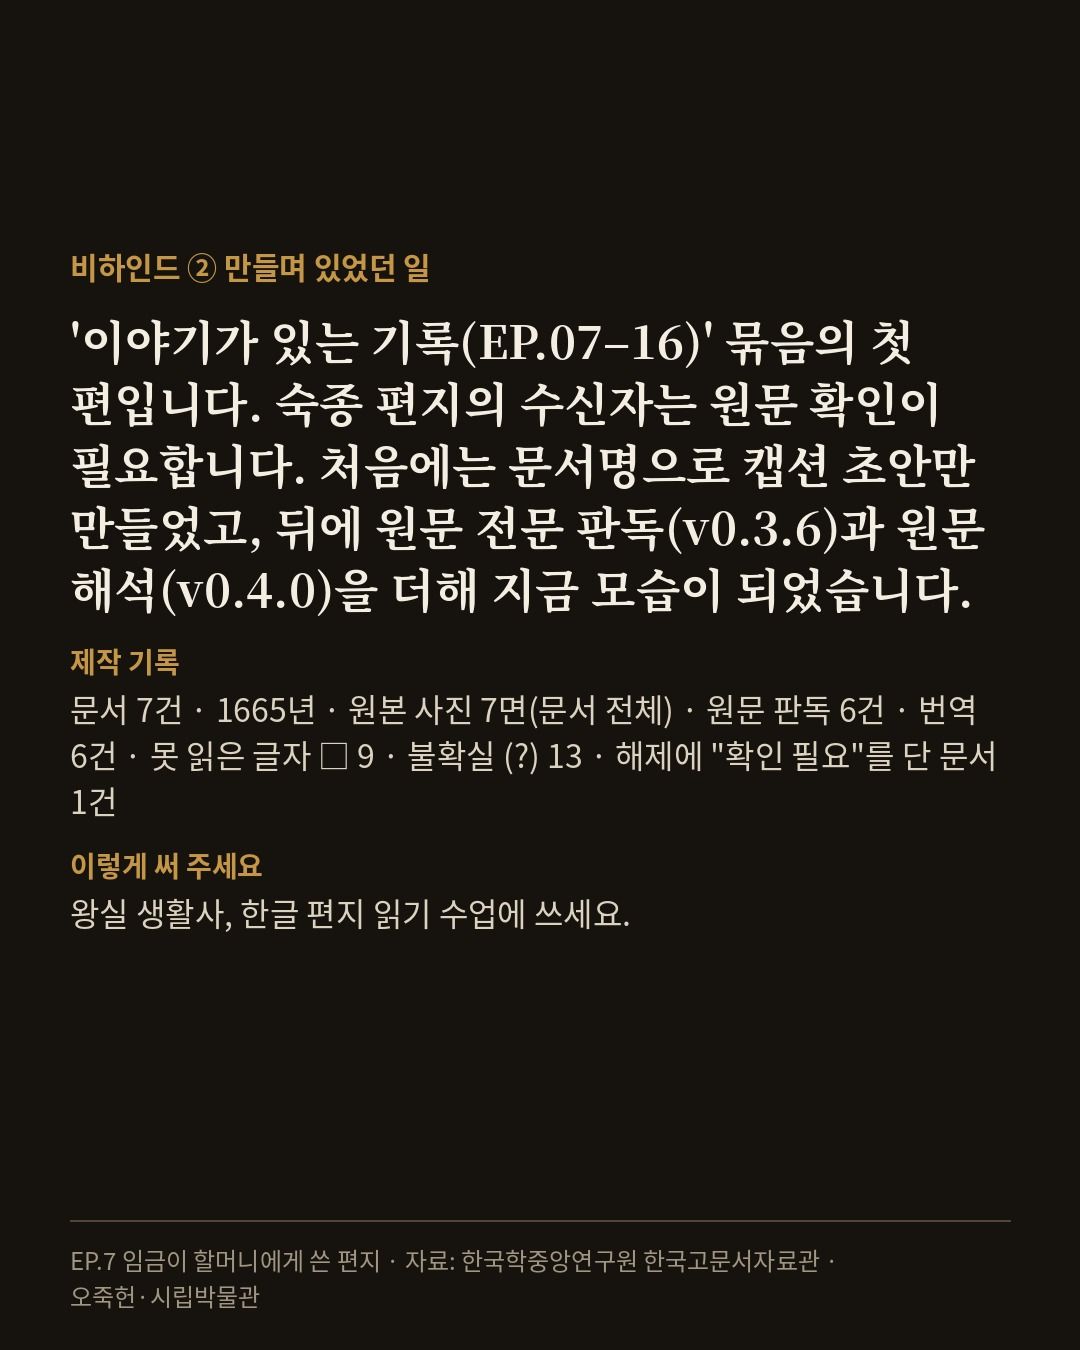 비하인드 ② 만들며 있었던 일
'이야기가 있는 기록(EP.07–16)' 묶음의 첫
편입니다. 숙종 편지의 수신자는 원문 확인이
필요합니다. 처음에는 문서명으로 캡션 초안만
만들었고, 뒤에 원문 전문 판독(v0.3.6)과 원문
해석(v0.4.0)을 더해 지금 모습이 되었습니다.
제작 기록
문서 7건 · 1665년 · 원본 사진 7면(문서 전체) · 원문 판독 6건 · 번역
6건 · 못 읽은 글자 □ 9 · 불확실 (?) 13 · 해제에 "확인 필요"를 단 문서
1건
이렇게 써 주세요
왕실 생활사, 한글 편지 읽기 수업에 쓰세요.
EP.7 임금이 할머니에게 쓴 편지 · 자료: 한국학중앙연구원 한국고문서자료관 ·
오죽헌·시립박물관